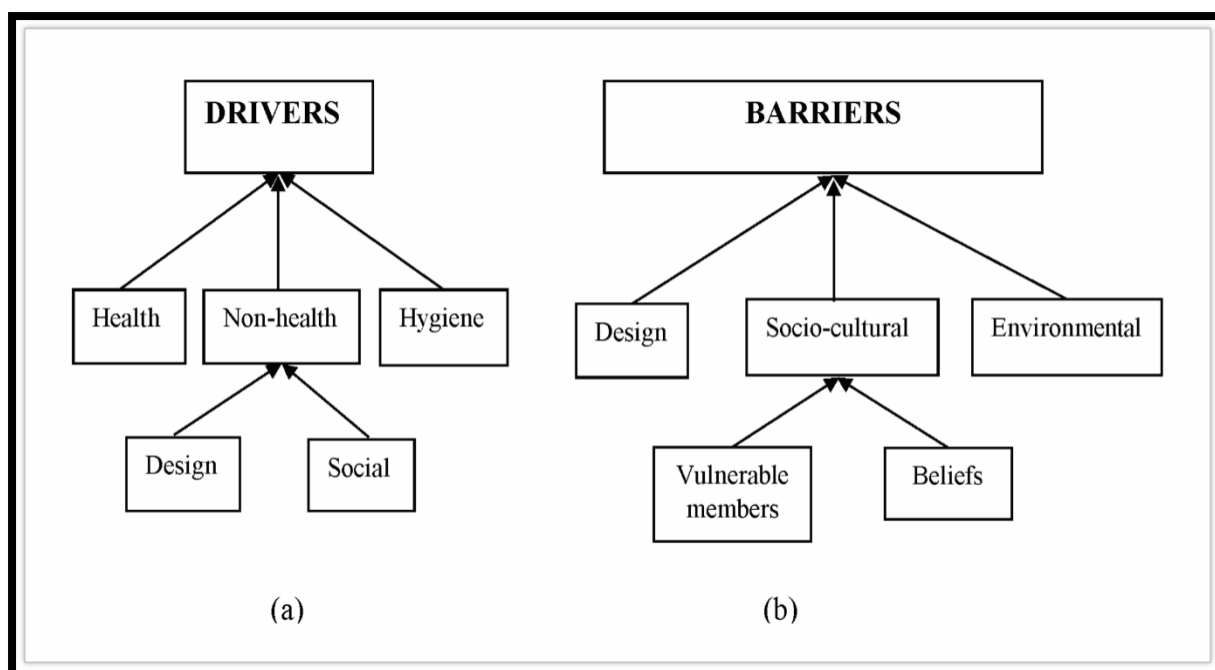 DRIVERS
Health
Non-health
Hygiene
Design
Social
(a)
BARRIERS
Design
Socio-cultural
Environmental
Vulnerable
members
Beliefs
(b)